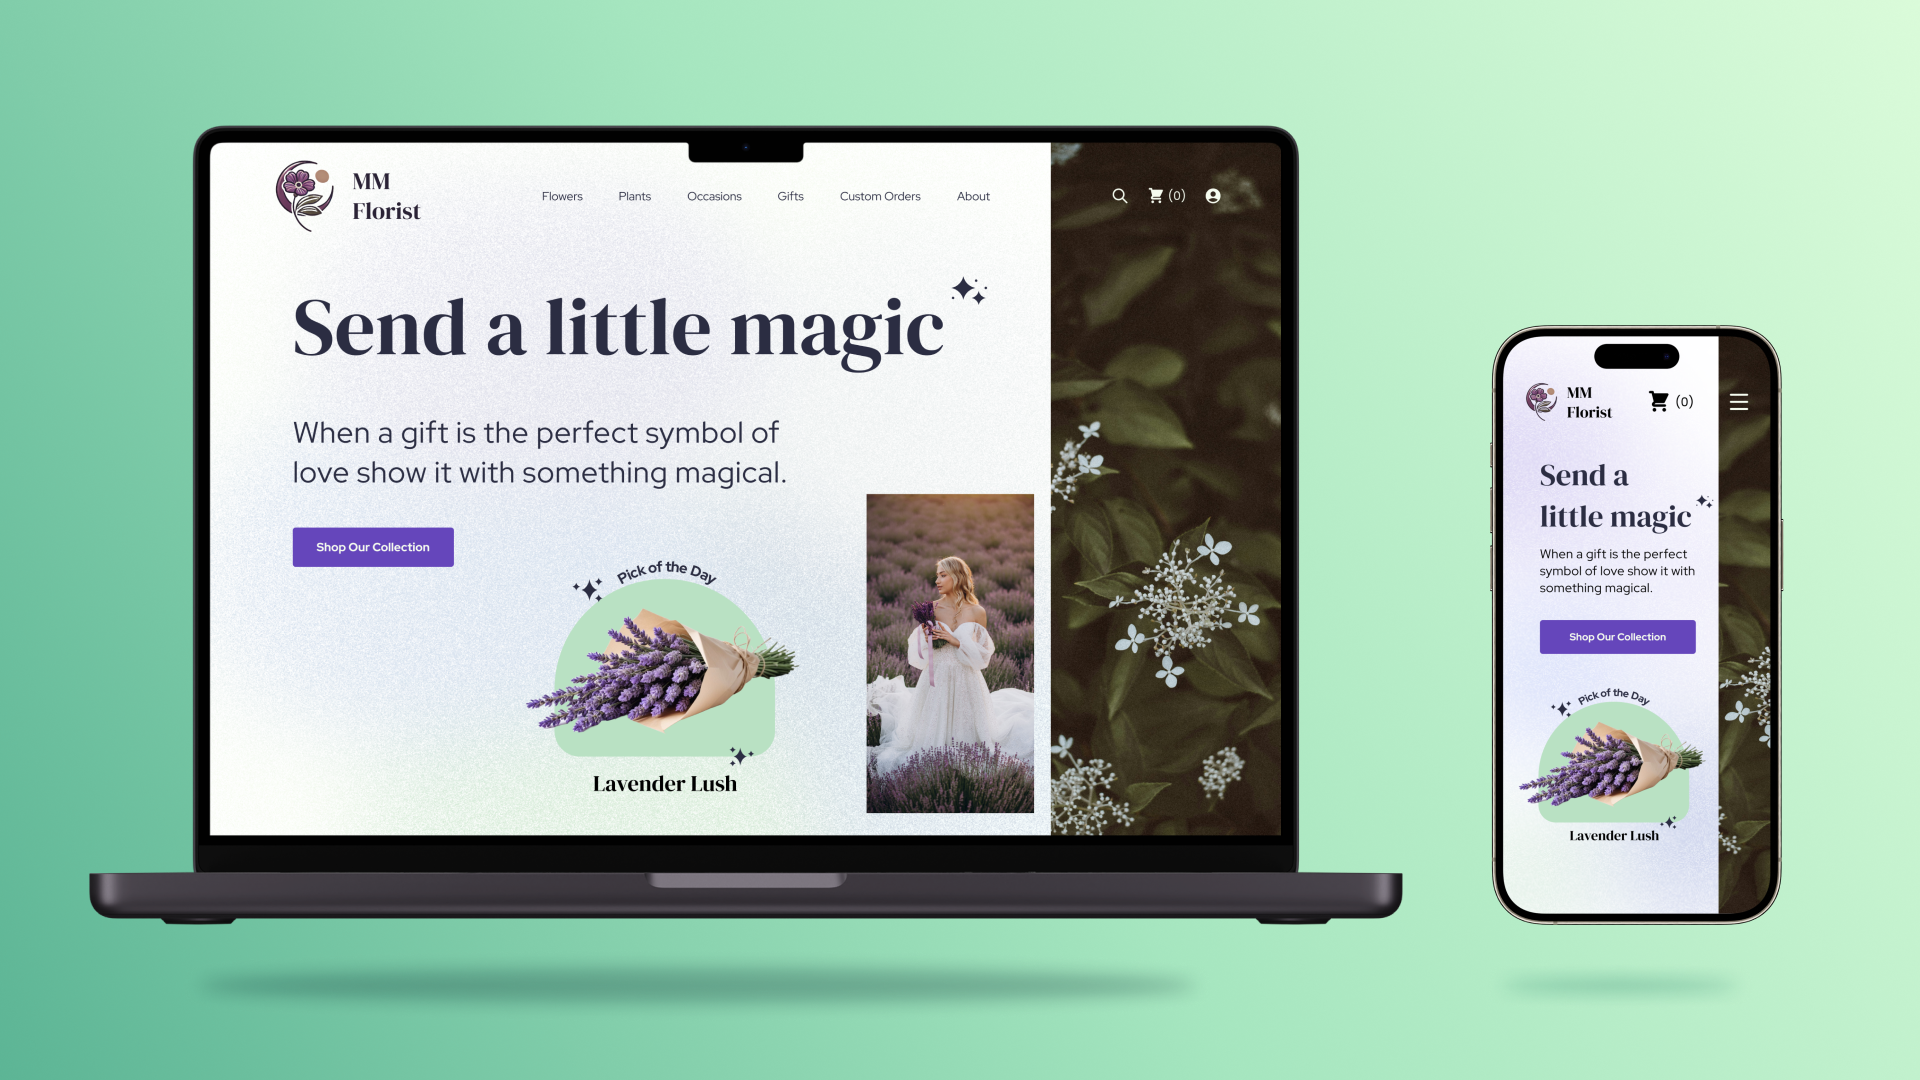 MM
Florist
Flowers
Plants
Occasions
Gifts
Custom Orders
About
(0)
Send a little magic
When a gift is the perfect symbol of
love show it with something magical.
Shop Our Collection
Pick of the Day
Lavender Lush
MM
Florist
(0)
Send a
little magic
When a gift is the perfect
symbol of love show it with
something magical.
Shop Our Collection
Pick of the Day
Lavender Lush